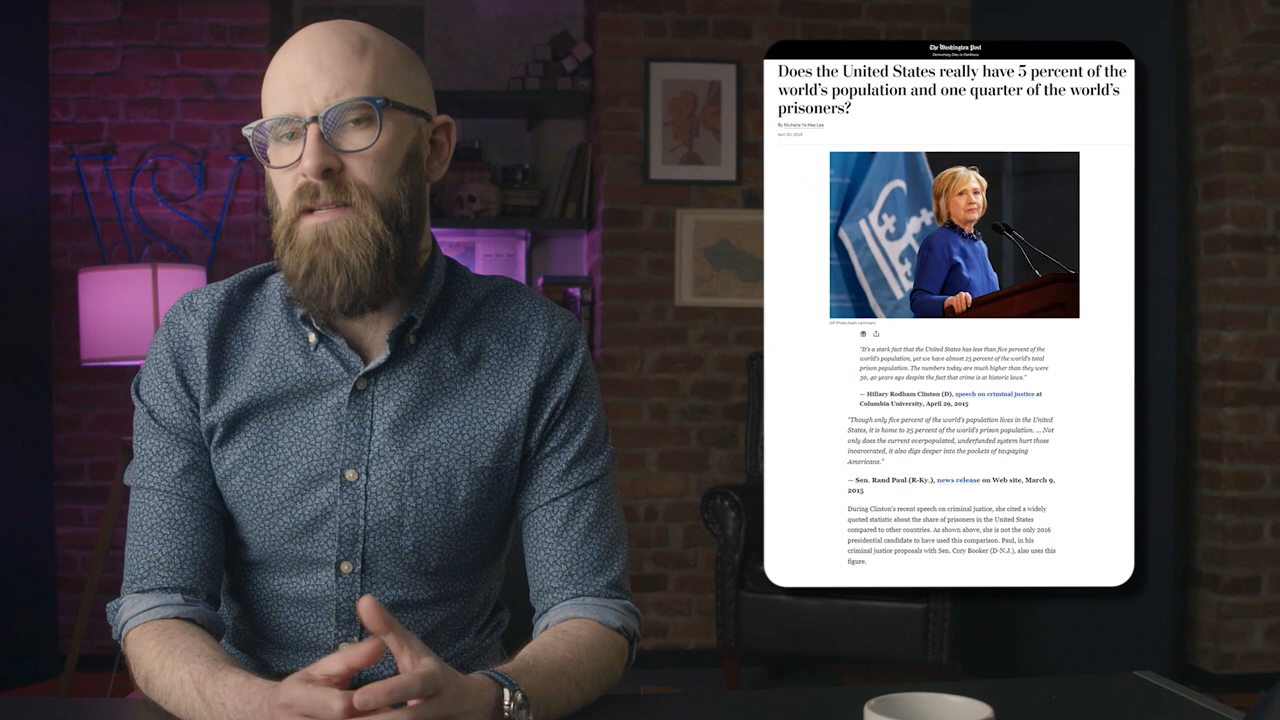 The Washington Post
Democracy Dies in Darkness
Does the United States really have 5 percent of the
world's population and one quarter of the world's
prisoners?
By Michelle Ye Hee Lee
April 30, 2015
"It's a stark fact that the United States has less than five percent of the
world's population, yet we have almost 25 percent of the world's total
prison population. The numbers today are much higher than they were
30, 40 years ago despite the fact that crime is at historic lows."
— Hillary Rodham Clinton (D), speech on criminal justice at
Columbia University, April 29, 2015
"Though only five percent of the world's population lives in the United
States, it is home to 25 percent of the world's prison population. ... Not
only does the current overpopulated, underfunded system hurt those
incarcerated, it also digs deeper into the pockets of taxpaying
Americans."
— Sen. Rand Paul (R-Ky.), news release on Web site, March 9,
2015
During Clinton's recent speech on criminal justice, she cited a widely
quoted statistic about the share of prisoners in the United States
compared to other countries. As shown above, she is not the only 2016
presidential candidate to have used this comparison. Paul, in his
criminal justice proposals with Sen. Cory Booker (D-N.J.), also uses this
figure.